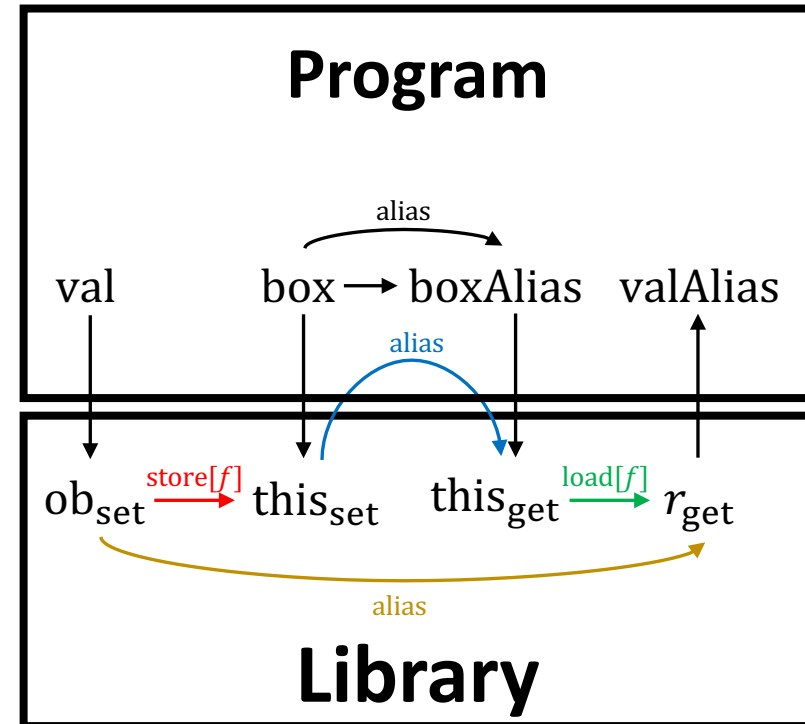 Program
alias
val box boxAlias valAlias
alias
store[f] load[f]
ob_set this_set this_get r_get
alias
Library